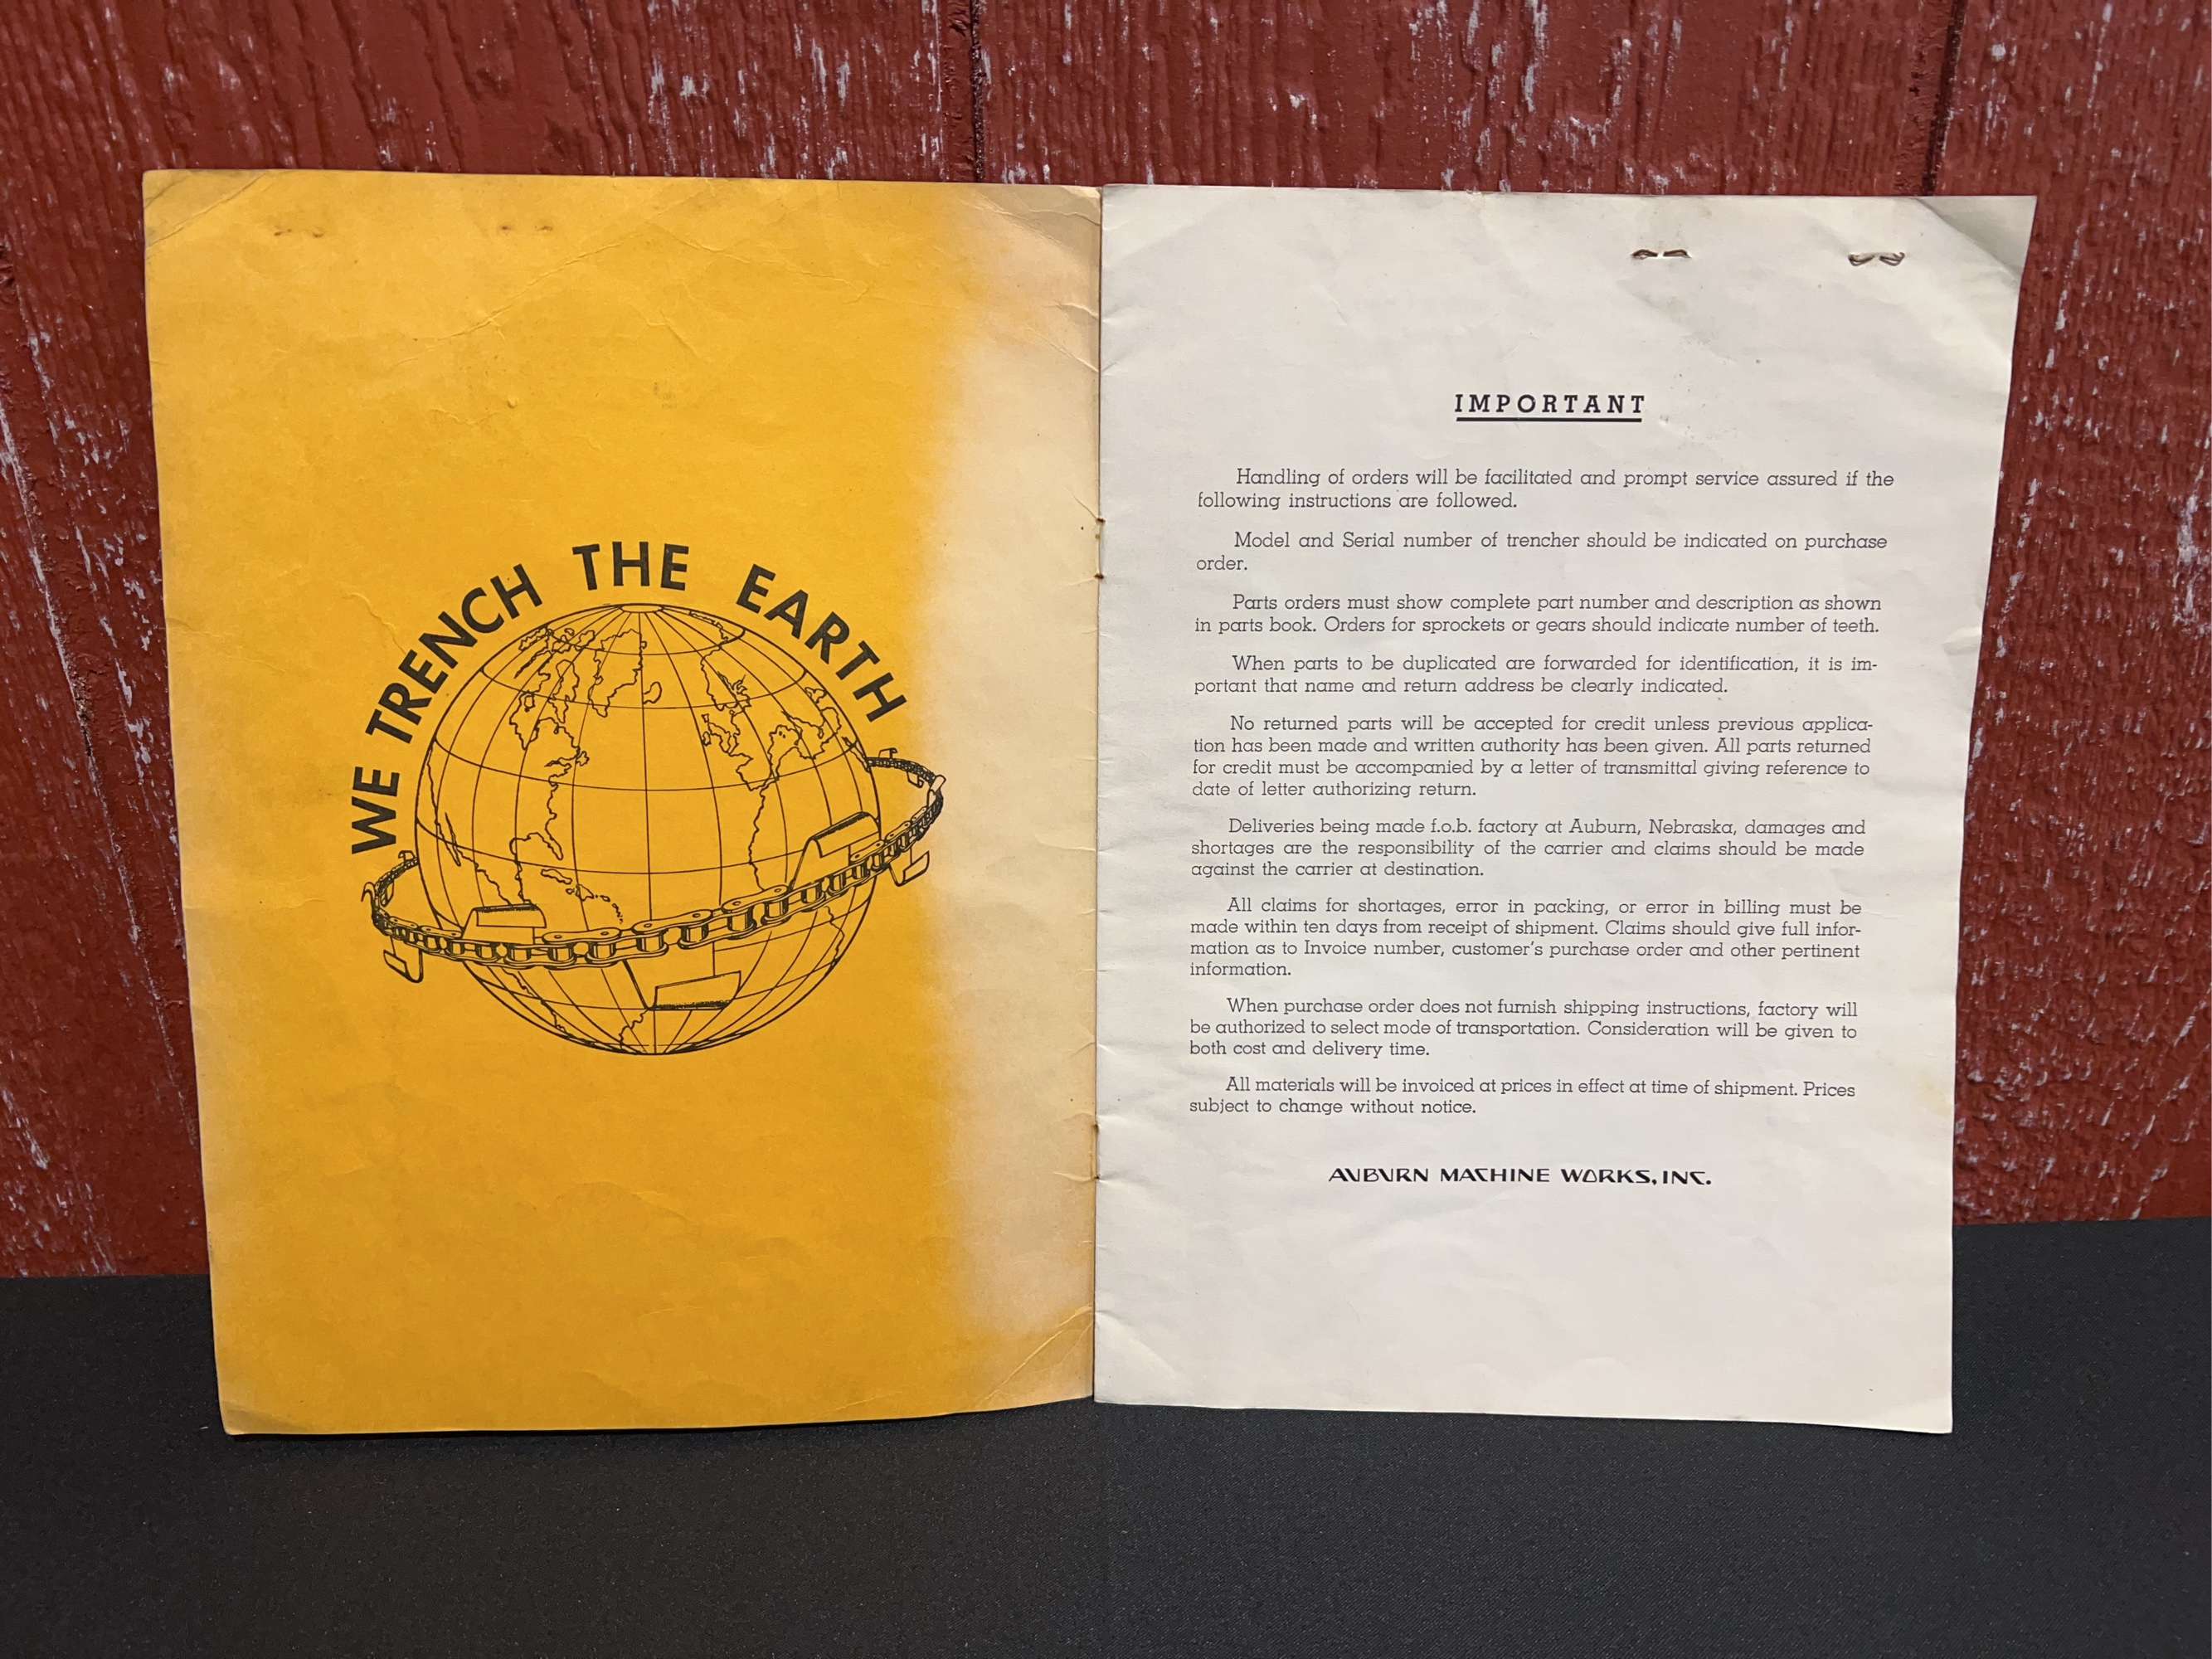 WE TRENCH THE EARTH
IMPORTANT
Handling of orders will be facilitated and prompt service assured if the
following instructions are followed.
Model and Serial number of trencher should be indicated on purchase
order.
Parts orders must show complete part number and description as shown
in parts book. Orders for sprockets or gears should indicate number of teeth.
When parts to be duplicated are forwarded for identification, it is im-
portant that name and return address be clearly indicated.
No returned parts will be accepted for credit unless previous applica-
tion has been made and written authority has been given. All parts returned
for credit must be accompanied by a letter of transmittal giving reference to
date of letter authorizing return.
Deliveries being made f.o.b. factory at Auburn, Nebraska, damages and
shortages are the responsibility of the carrier and claims should be made
against the carrier at destination.
All claims for shortages, error in packing, or error in billing must be
made within ten days from receipt of shipment. Claims should give full infor-
mation as to Invoice number, customer's purchase order and other pertinent
information.
When purchase order does not furnish shipping instructions, factory will
be authorized to select mode of transportation. Consideration will be given to
both cost and delivery time.
All materials will be invoiced at prices in effect at time of shipment. Prices
subject to change without notice.
AUBURN MACHINE WORKS, INC.